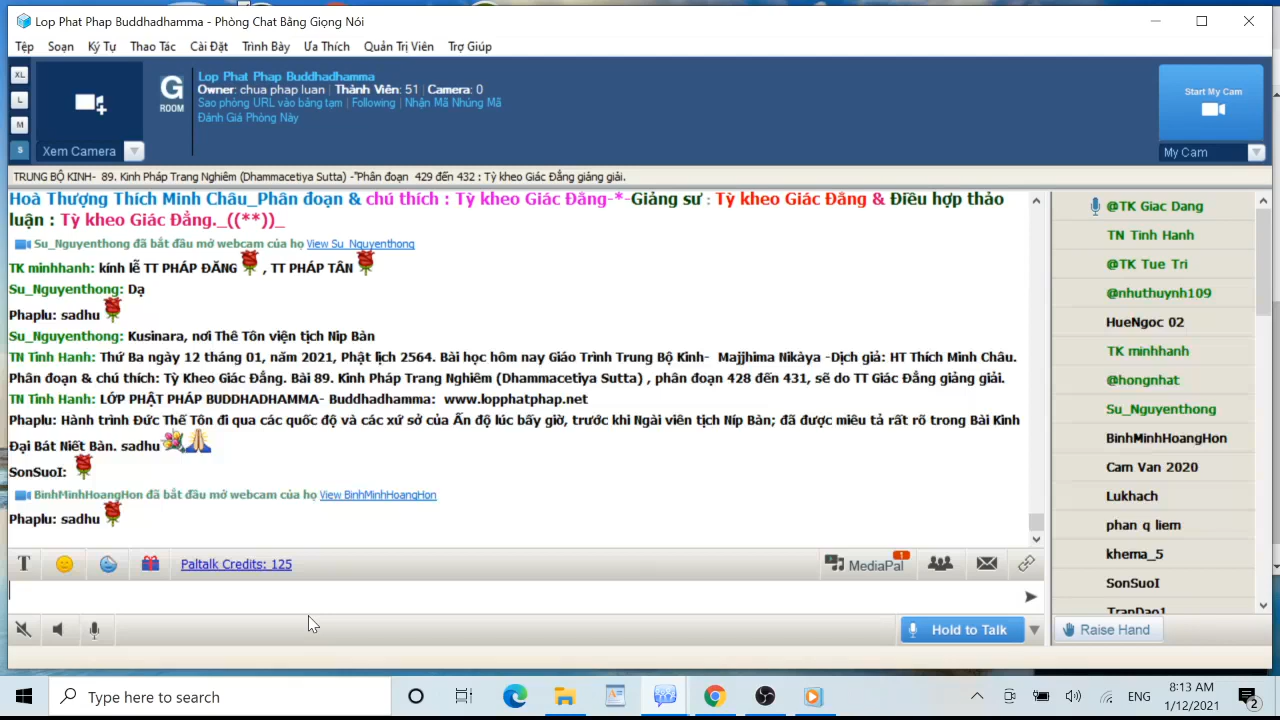 Lop Phat Phap Buddhadhamma - Phòng Chat Bằng Giọng Nói
Tệp Soạn Ký Tự Thao Tác Cài Đặt Trình Bày Ưa Thích Quản Trị Viên Trợ Giúp
XL
L
M
S
Xem Camera
G
ROOM
Lop Phat Phap Buddhadhamma
Owner: chua phap luan | Thành Viên: 51 | Camera: 0
Sao phòng URL vào bảng tạm | Following | Nhận Mã Nhúng Mã
Đánh Giá Phòng Này
Start My Cam
My Cam
TRUNG BỘ KINH- 89. Kinh Pháp Trang Nghiêm (Dhammacetiya Sutta) -"Phân đoạn 429 đến 432 : Tỳ kheo Giác Đẳng giảng giải.
Hoà Thượng Thích Minh Châu_Phân đoạn & chú thích : Tỳ kheo Giác Đẳng-*-Giảng sư : Tỳ kheo Giác Đẳng & Điều hợp thảo
luận : Tỳ kheo Giác Đẳng._((**))_
Su_Nguyenthong đã bắt đầu mở webcam của họ View Su_Nguyenthong
TK minhhanh: kính lễ TT PHÁP ĐĂNG , TT PHÁP TÂN
Su_Nguyenthong: Dạ
Phaplu: sadhu
Su_Nguyenthong: Kusinara, nơi Thế Tôn viện tịch Níp Bàn
TN Tinh Hanh: Thứ Ba ngày 12 tháng 01, năm 2021, Phật lịch 2564. Bài học hôm nay Giáo Trình Trung Bộ Kinh- Majjhima Nikàya -Dịch giả: HT Thích Minh Châu.
Phân đoạn & chú thích: Tỳ Kheo Giác Đẳng. Bài 89. Kinh Pháp Trang Nghiêm (Dhammacetiya Sutta) , phân đoạn 428 đến 431, sẽ do TT Giác Đẳng giảng giải.
TN Tinh Hanh: LỚP PHẬT PHÁP BUDDHADHAMMA- Buddhadhamma: www.lopphatphap.net
Phaplu: Hành trình Đức Thế Tôn đi qua các quốc độ và các xứ sở của Ấn độ lúc bấy giờ, trước khi Ngài viên tịch Níp Bàn; đã được miêu tả rất rõ trong Bài Kinh
Đại Bát Niết Bàn. sadhu
SonSuoI:
BinhMinhHoangHon đã bắt đầu mở webcam của họ View BinhMinhHoangHon
Phaplu: sadhu
@TK Giac Dang
TN Tinh Hanh
@TK Tue Tri
@nhuthuynh109
HueNgoc 02
TK minhhanh
@hongnhat
Su_Nguyenthong
BinhMinhHoangHon
Cam Van 2020
Lukhach
phan q liem
khema_5
SonSuoI
TranDao1
T Paltalk Credits: 125 MediaPal 1
Hold to Talk Raise Hand
Type here to search
ENG
8:13 AM
1/12/2021
2